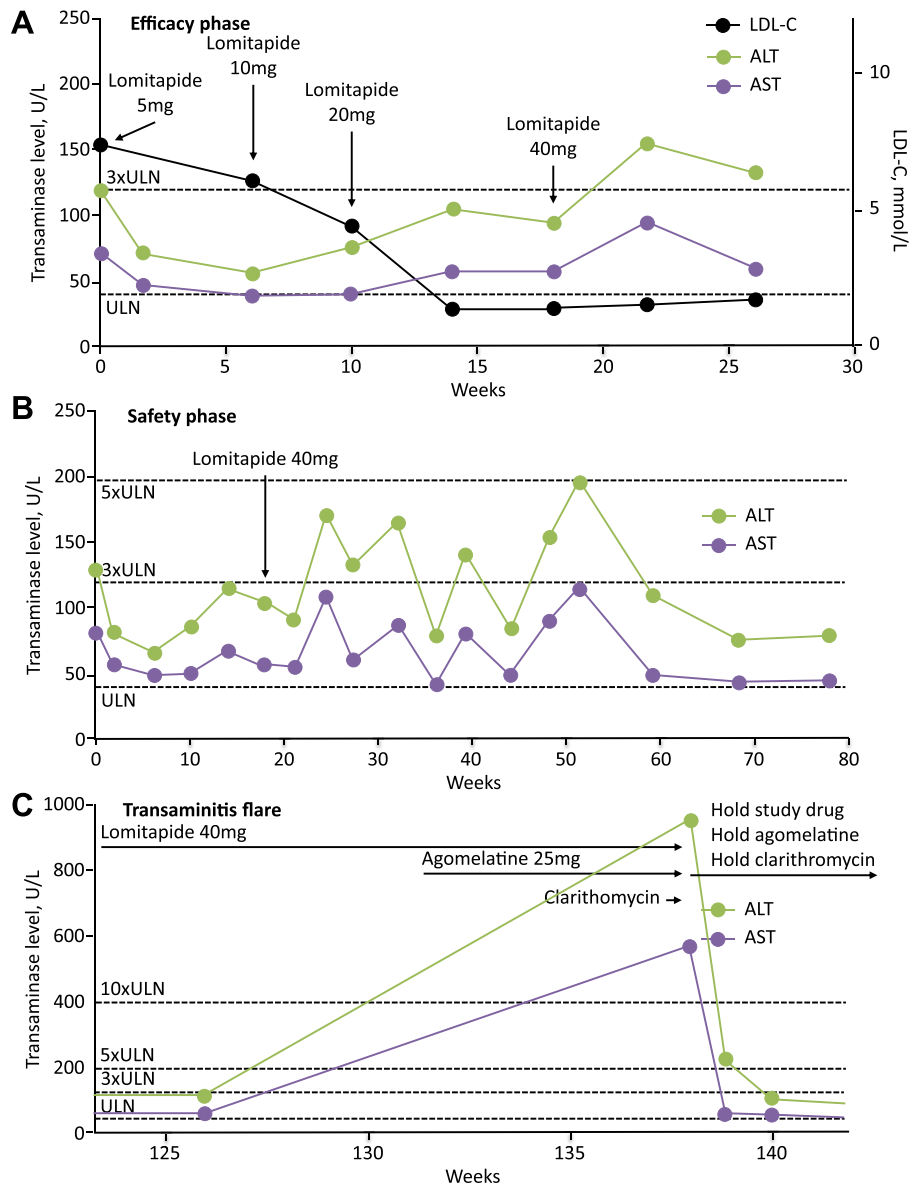 A
Efficacy phase
250
200
150
100
50
0
Transaminase level, U/L
Lomitapide
5mg
Lomitapide
10mg
Lomitapide
20mg
Lomitapide
40mg
LDL-C
ALT
AST
3xULN
ULN
10
5
0
LDL-C, mmol/L
0 5 10 15 20 25 30
Weeks
B
Safety phase
250
200
150
100
50
0
Transaminase level, U/L
Lomitapide 40mg
5xULN
3xULN
ULN
ALT
AST
0 10 20 30 40 50 60 70 80
Weeks
C
Transaminitis flare
1000
800
600
400
200
0
Transaminase level, U/L
Lomitapide 40mg
Agomelatine 25mg
Clarithomycin
Hold study drug
Hold agomelatine
Hold clarithromycin
ALT
AST
10xULN
5xULN
3xULN
ULN
125 130 135 140
Weeks